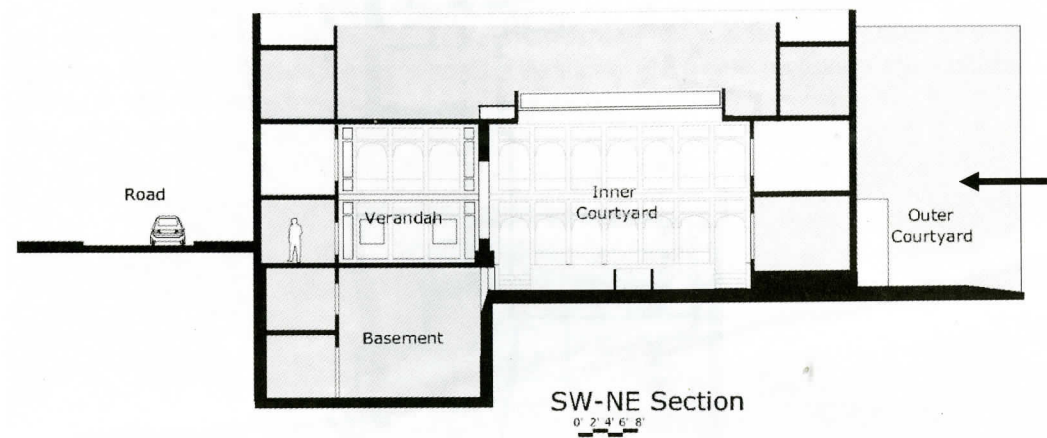 Road
Verandah
Inner
Courtyard
Outer
Courtyard
Basement
SW-NE Section
0' 2' 4' 6' 8'